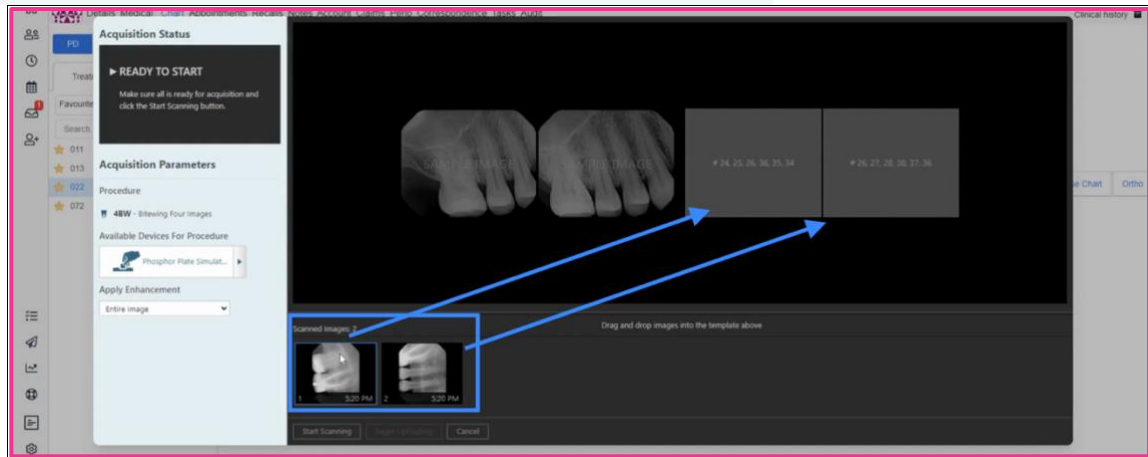 Details Medical Chart Appointments Recalls Notes Account Claims Perio Correspondence Tasks Audit
Clinical history
PD
Treat
Favourite
Search
011
013
022
072
Acquisition Status
READY TO START
Make sure all is ready for acquisition and
click the Start Scanning button.
Acquisition Parameters
Procedure
4BW - Bitewing Four Images
Available Devices For Procedure
Phosphor Plate Simulat...
Apply Enhancement
Entire image
SAMPLE IMAGE
SAMPLE IMAGE
# 24, 25, 26, 36, 35, 34
# 26, 27, 28, 38, 37, 36
Scanned Images: 2
Drag and drop images into the template above
1 5:20 PM
2 5:20 PM
Start Scanning
Cancel
e Chart
Ortho
1